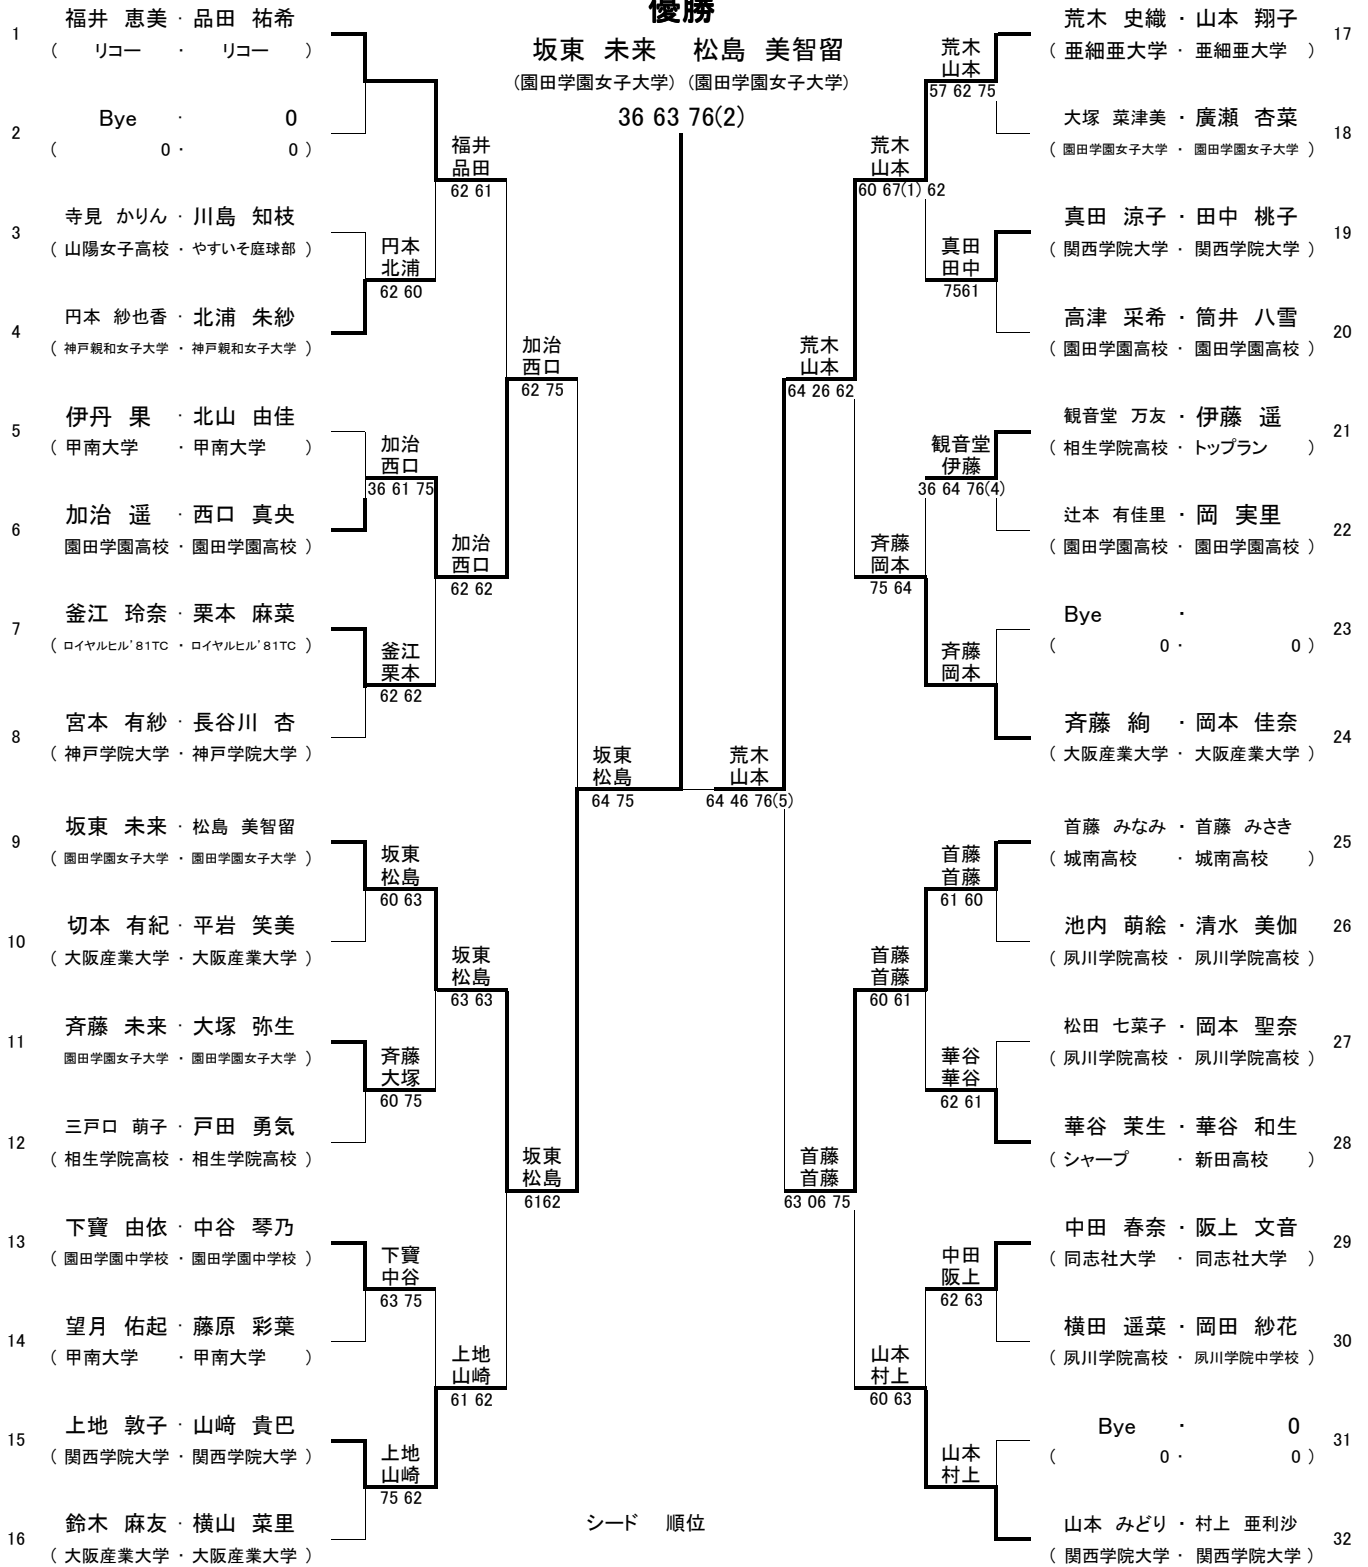 優勝
坂東 未来 松島 美智留
(園田学園女子大学) (園田学園女子大学)
36 63 76(2)
1 福井 恵美 ・ 品田 祐希
( リコー ・ リコー )
2 Bye ・ 0
( 0 ・ 0 )
3 寺見 かりん ・ 川島 知枝
( 山陽女子高校 ・ やすいそ庭球部 )
4 円本 紗也香 ・ 北浦 朱紗
( 神戸親和女子大学 ・ 神戸親和女子大学 )
5 伊丹 果 ・ 北山 由佳
( 甲南大学 ・ 甲南大学 )
6 加治 遥 ・ 西口 真央
園田学園高校 ・ 園田学園高校 )
7 釜江 玲奈 ・ 栗本 麻菜
( ロイヤルヒル'81TC ・ ロイヤルヒル'81TC )
8 宮本 有紗 ・ 長谷川 杏
( 神戸学院大学 ・ 神戸学院大学 )
9 坂東 未来 ・ 松島 美智留
( 園田学園女子大学 ・ 園田学園女子大学 )
10 切本 有紀 ・ 平岩 笑美
( 大阪産業大学 ・ 大阪産業大学 )
11 斉藤 未来 ・ 大塚 弥生
園田学園女子大学 ・ 園田学園女子大学 )
12 三戸口 萌子 ・ 戸田 勇気
( 相生学院高校 ・ 相生学院高校 )
13 下寶 由依 ・ 中谷 琴乃
( 園田学園中学校 ・ 園田学園中学校 )
14 望月 佑起 ・ 藤原 彩葉
( 甲南大学 ・ 甲南大学 )
15 上地 敦子 ・ 山﨑 貴巴
( 関西学院大学 ・ 関西学院大学 )
16 鈴木 麻友 ・ 横山 菜里
( 大阪産業大学 ・ 大阪産業大学 )
円本
北浦
62 60
加治
西口
36 61 75
釜江
栗本
62 62
坂東
松島
60 63
斉藤
大塚
60 75
下寶
中谷
63 75
上地
山崎
75 62
福井
品田
62 61
加治
西口
62 62
坂東
松島
63 63
上地
山崎
61 62
加治
西口
62 75
坂東
松島
6162
坂東
松島
64 75
荒木
山本
64 46 76(5)
荒木
山本
64 26 62
首藤
首藤
63 06 75
荒木
山本
60 67(1) 62
斉藤
岡本
75 64
首藤
首藤
60 61
山本
村上
60 63
荒木
山本
57 62 75
真田
田中
7561
観音堂
伊藤
36 64 76(4)
斉藤
岡本
首藤
首藤
61 60
華谷
華谷
62 61
中田
阪上
62 63
山本
村上
荒木 史織 ・ 山本 翔子 17
( 亜細亜大学 ・ 亜細亜大学 )
大塚 菜津美 ・ 廣瀬 杏菜 18
( 園田学園女子大学 ・ 園田学園女子大学 )
真田 涼子 ・ 田中 桃子 19
( 関西学院大学 ・ 関西学院大学 )
高津 采希 ・ 筒井 八雪 20
( 園田学園高校 ・ 園田学園高校 )
観音堂 万友 ・ 伊藤 遥 21
( 相生学院高校 ・ トップラン )
辻本 有佳里 ・ 岡 実里 22
( 園田学園高校 ・ 園田学園高校 )
Bye ・ 23
( 0 ・ 0 )
斉藤 絢 ・ 岡本 佳奈 24
( 大阪産業大学 ・ 大阪産業大学 )
首藤 みなみ ・ 首藤 みさき 25
( 城南高校 ・ 城南高校 )
池内 萌絵 ・ 清水 美伽 26
( 夙川学院高校 ・ 夙川学院高校 )
松田 七菜子 ・ 岡本 聖奈 27
( 夙川学院高校 ・ 夙川学院高校 )
華谷 茉生 ・ 華谷 和生 28
( シャープ ・ 新田高校 )
中田 春奈 ・ 阪上 文音 29
( 同志社大学 ・ 同志社大学 )
横田 遥菜 ・ 岡田 紗花 30
( 夙川学院高校 ・ 夙川学院中学校 )
Bye ・ 0 31
( 0 ・ 0 )
山本 みどり ・ 村上 亜利沙 32
( 関西学院大学 ・ 関西学院大学 )
シード 順位